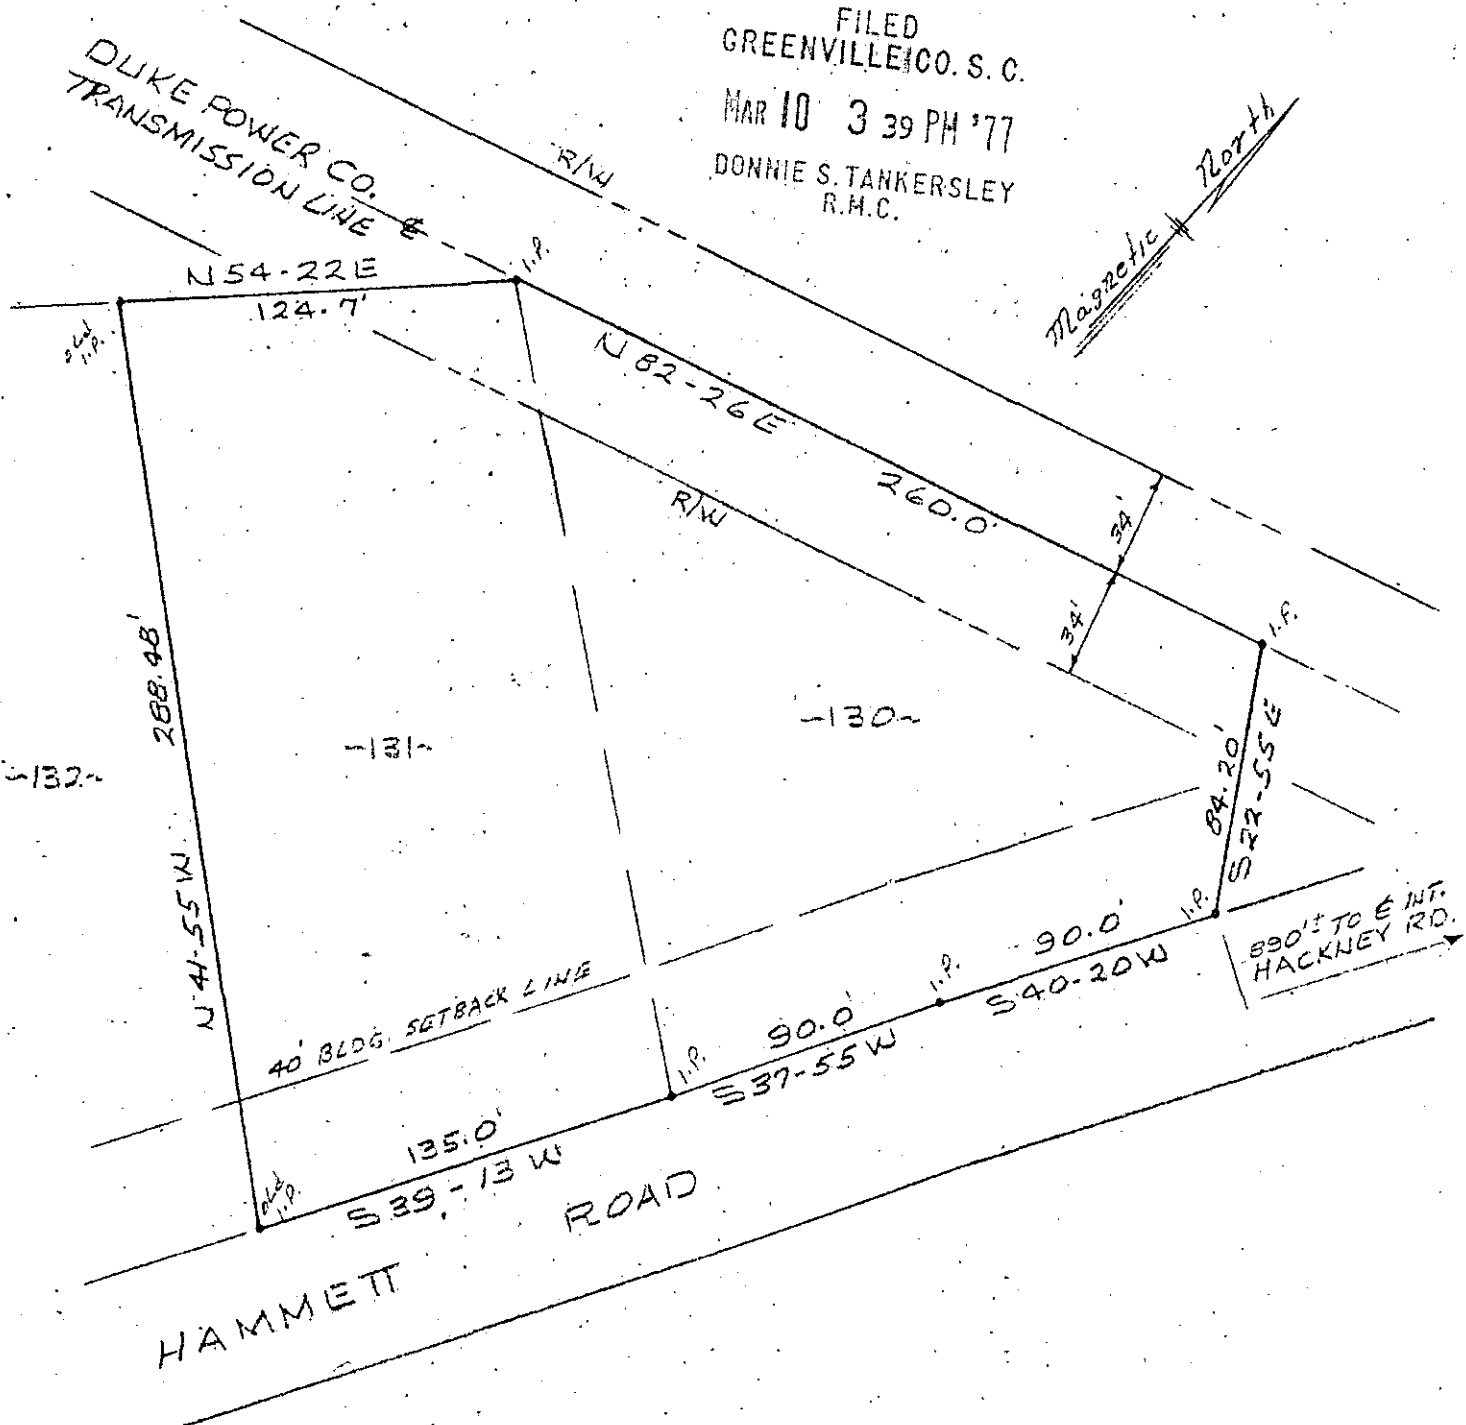 FILED
GREENVILLE CO. S. C.
MAR 10 3 39 PM '77
DONNIE S. TANKERSLEY
R.M.C.
DUKE POWER CO.
TRANSMISSION LINE ℄
R/W
Magnetic North
I.P.
N 54-22 E
124.7'
old
I.P.
N 82-26 E
260.0'
R/W
34'
34'
I.P.
288.48'
N 41-55 W
-132-
-131-
-130-
84.20'
S 22-55 E
40' BLDG. SETBACK LINE
I.P.
890'± TO ℄ INT.
HACKNEY RD.
90.0'
S 40-20 W
I.P.
90.0'
S 37-55 W
I.P.
135.0'
S 39-13 W
old
I.P.
HAMMETT ROAD